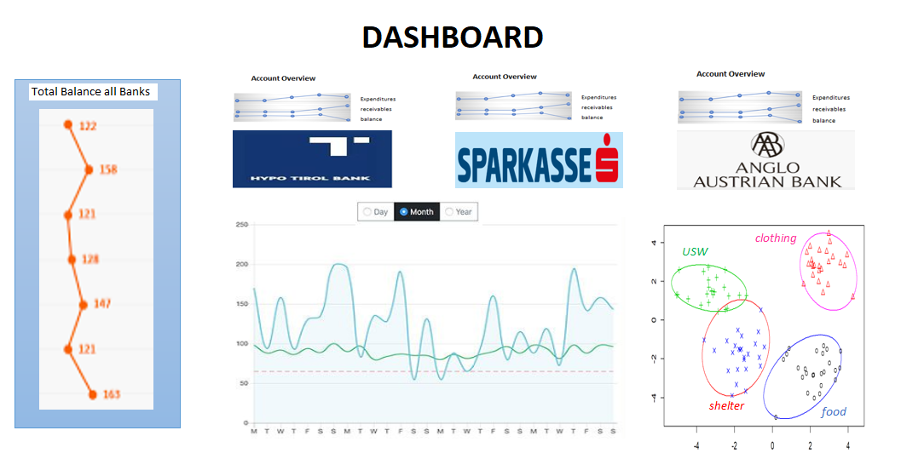 DASHBOARD
Total Balance all Banks
122
158
121
128
147
121
163
Account Overview
Expenditures
receivables
balance
HYPO TIROL BANK
Account Overview
Expenditures
receivables
balance
SPARKASSE
Account Overview
Expenditures
receivables
balance
ANGLO
AUSTRIAN BANK
Day Month Year
250
200
150
100
50
0
M T W T F S S M T W T F S S M T W T F S S M T W T F S S
USW
clothing
shelter
food
4
2
0
-2
-4
-4 -2 0 2 4